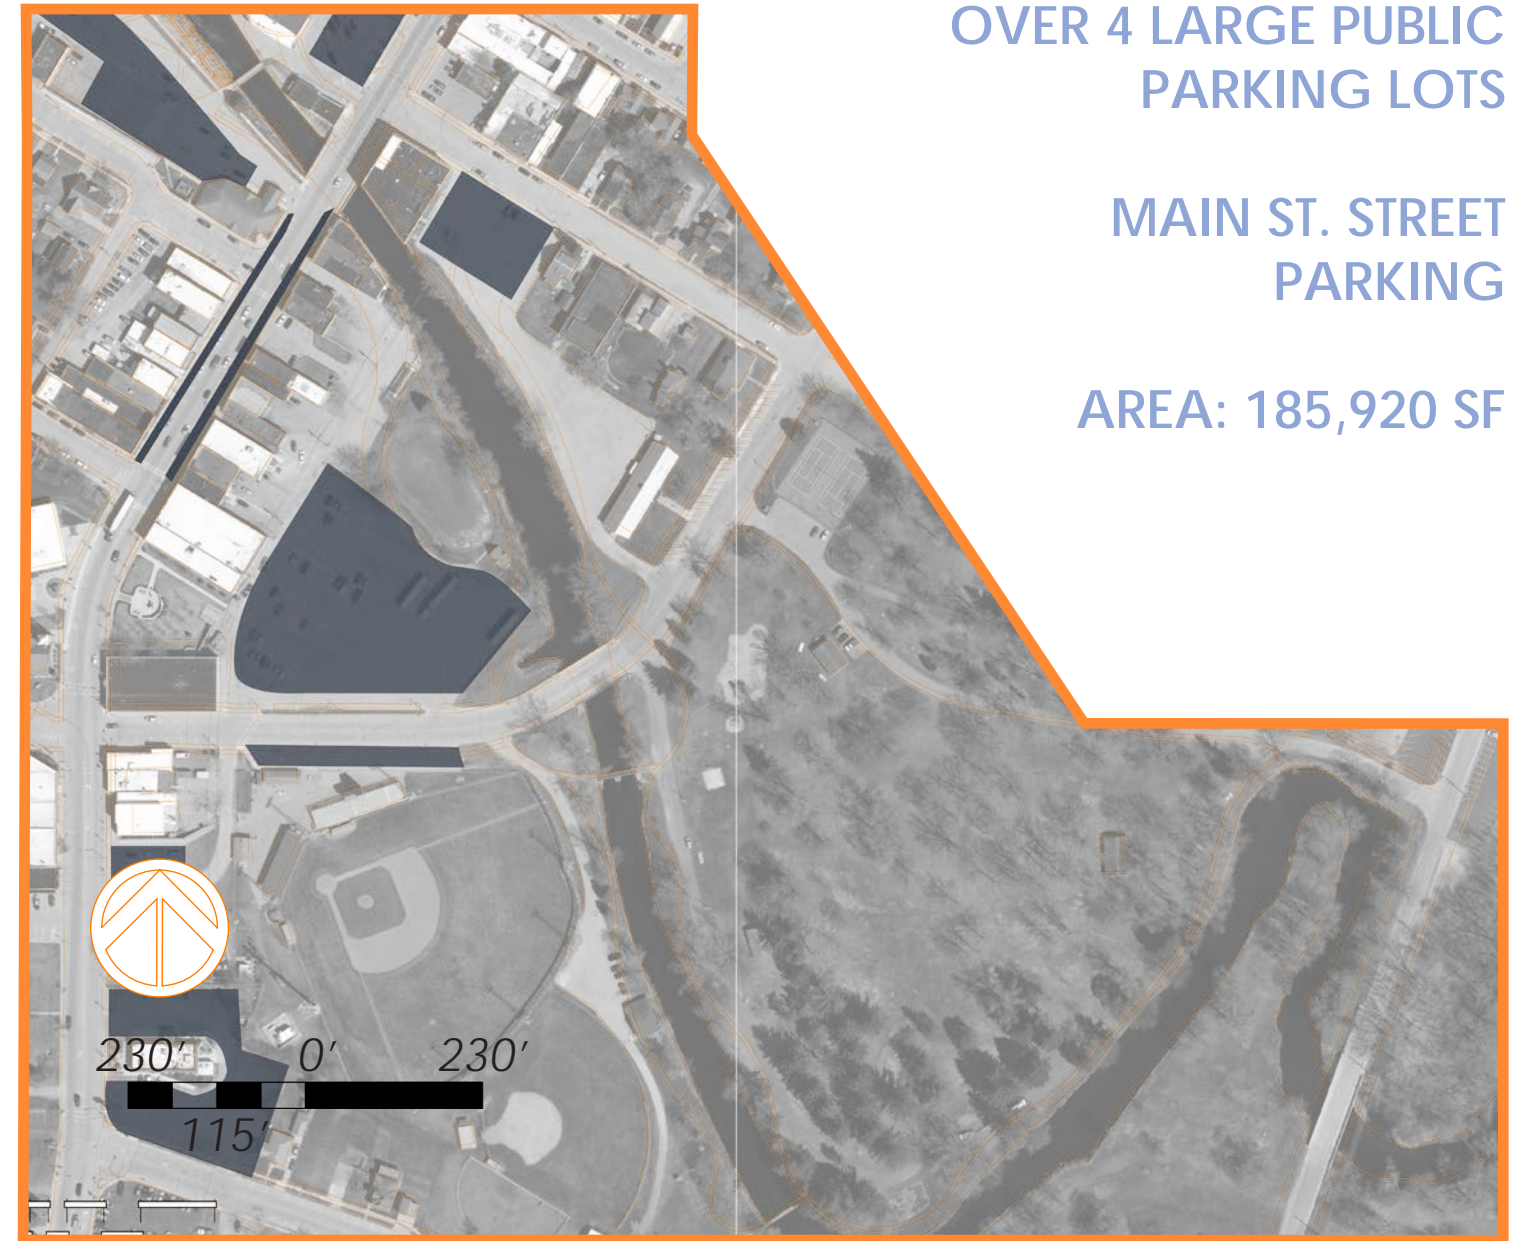 OVER 4 LARGE PUBLIC
PARKING LOTS
MAIN ST. STREET
PARKING
AREA: 185,920 SF
230' 0' 230'
115'